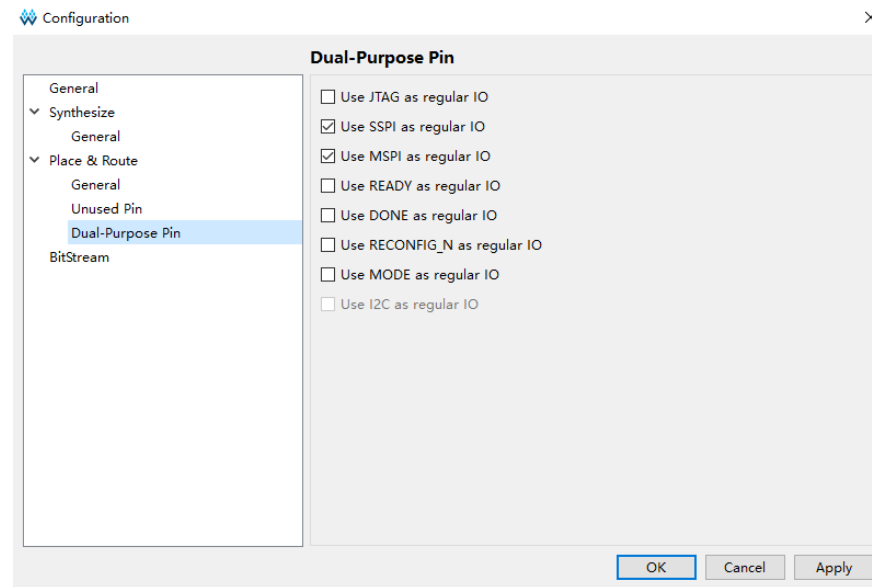 Configuration
Dual-Purpose Pin
General
Synthesize
General
Place & Route
General
Unused Pin
Dual-Purpose Pin
BitStream
Use JTAG as regular IO
Use SSPI as regular IO
Use MSPI as regular IO
Use READY as regular IO
Use DONE as regular IO
Use RECONFIG_N as regular IO
Use MODE as regular IO
Use I2C as regular IO
OK
Cancel
Apply